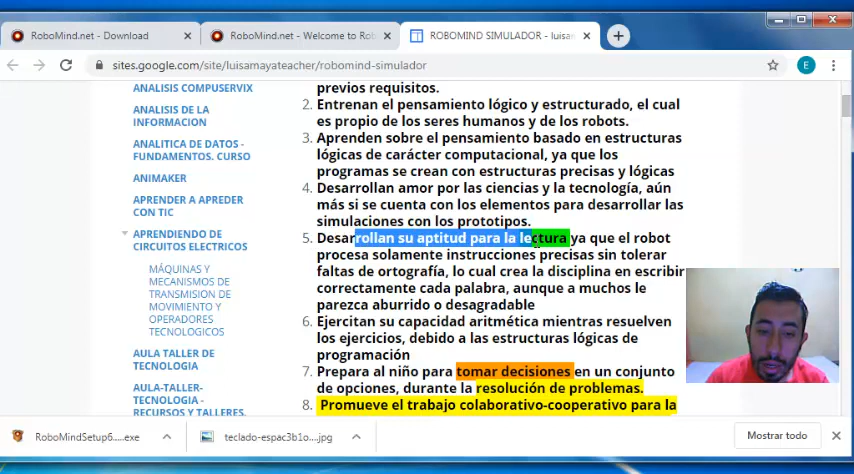 RoboMind.net - Download
RoboMind.net - Welcome to Rob
ROBOMIND SIMULADOR - luisam
sites.google.com/site/luisamayateacher/robomind-simulador
E
ANALISIS COMPUSERVIX
ANALISIS DE LA
INFORMACION
ANALITICA DE DATOS -
FUNDAMENTOS. CURSO
ANIMAKER
APRENDER A APREDER
CON TIC
APRENDIENDO DE
CIRCUITOS ELECTRICOS
MÁQUINAS Y
MECANISMOS DE
TRANSMISION DE
MOVIMIENTO Y
OPERADORES
TECNOLOGICOS
AULA TALLER DE
TECNOLOGIA
AULA-TALLER-
TECNOLOGIA -
RECURSOS Y TALLERES.
previos requisitos.
2. Entrenan el pensamiento lógico y estructurado, el cual
es propio de los seres humanos y de los robots.
3. Aprenden sobre el pensamiento basado en estructuras
lógicas de carácter computacional, ya que los
programas se crean con estructuras precisas y lógicas
4. Desarrollan amor por las ciencias y la tecnología, aún
más si se cuenta con los elementos para desarrollar las
simulaciones con los prototipos.
5. Desarrollan su aptitud para la lectura ya que el robot
procesa solamente instrucciones precisas sin tolerar
faltas de ortografía, lo cual crea la disciplina en escribir
correctamente cada palabra, aunque a muchos le
parezca aburrido o desagradable
6. Ejercitan su capacidad aritmética mientras resuelven
los ejercicios, debido a las estructuras lógicas de
programación
7. Prepara al niño para tomar decisiones en un conjunto
de opciones, durante la resolución de problemas.
8. Promueve el trabajo colaborativo-cooperativo para la
RoboMindSetup6.....exe
teclado-espac3b1o....jpg
Mostrar todo